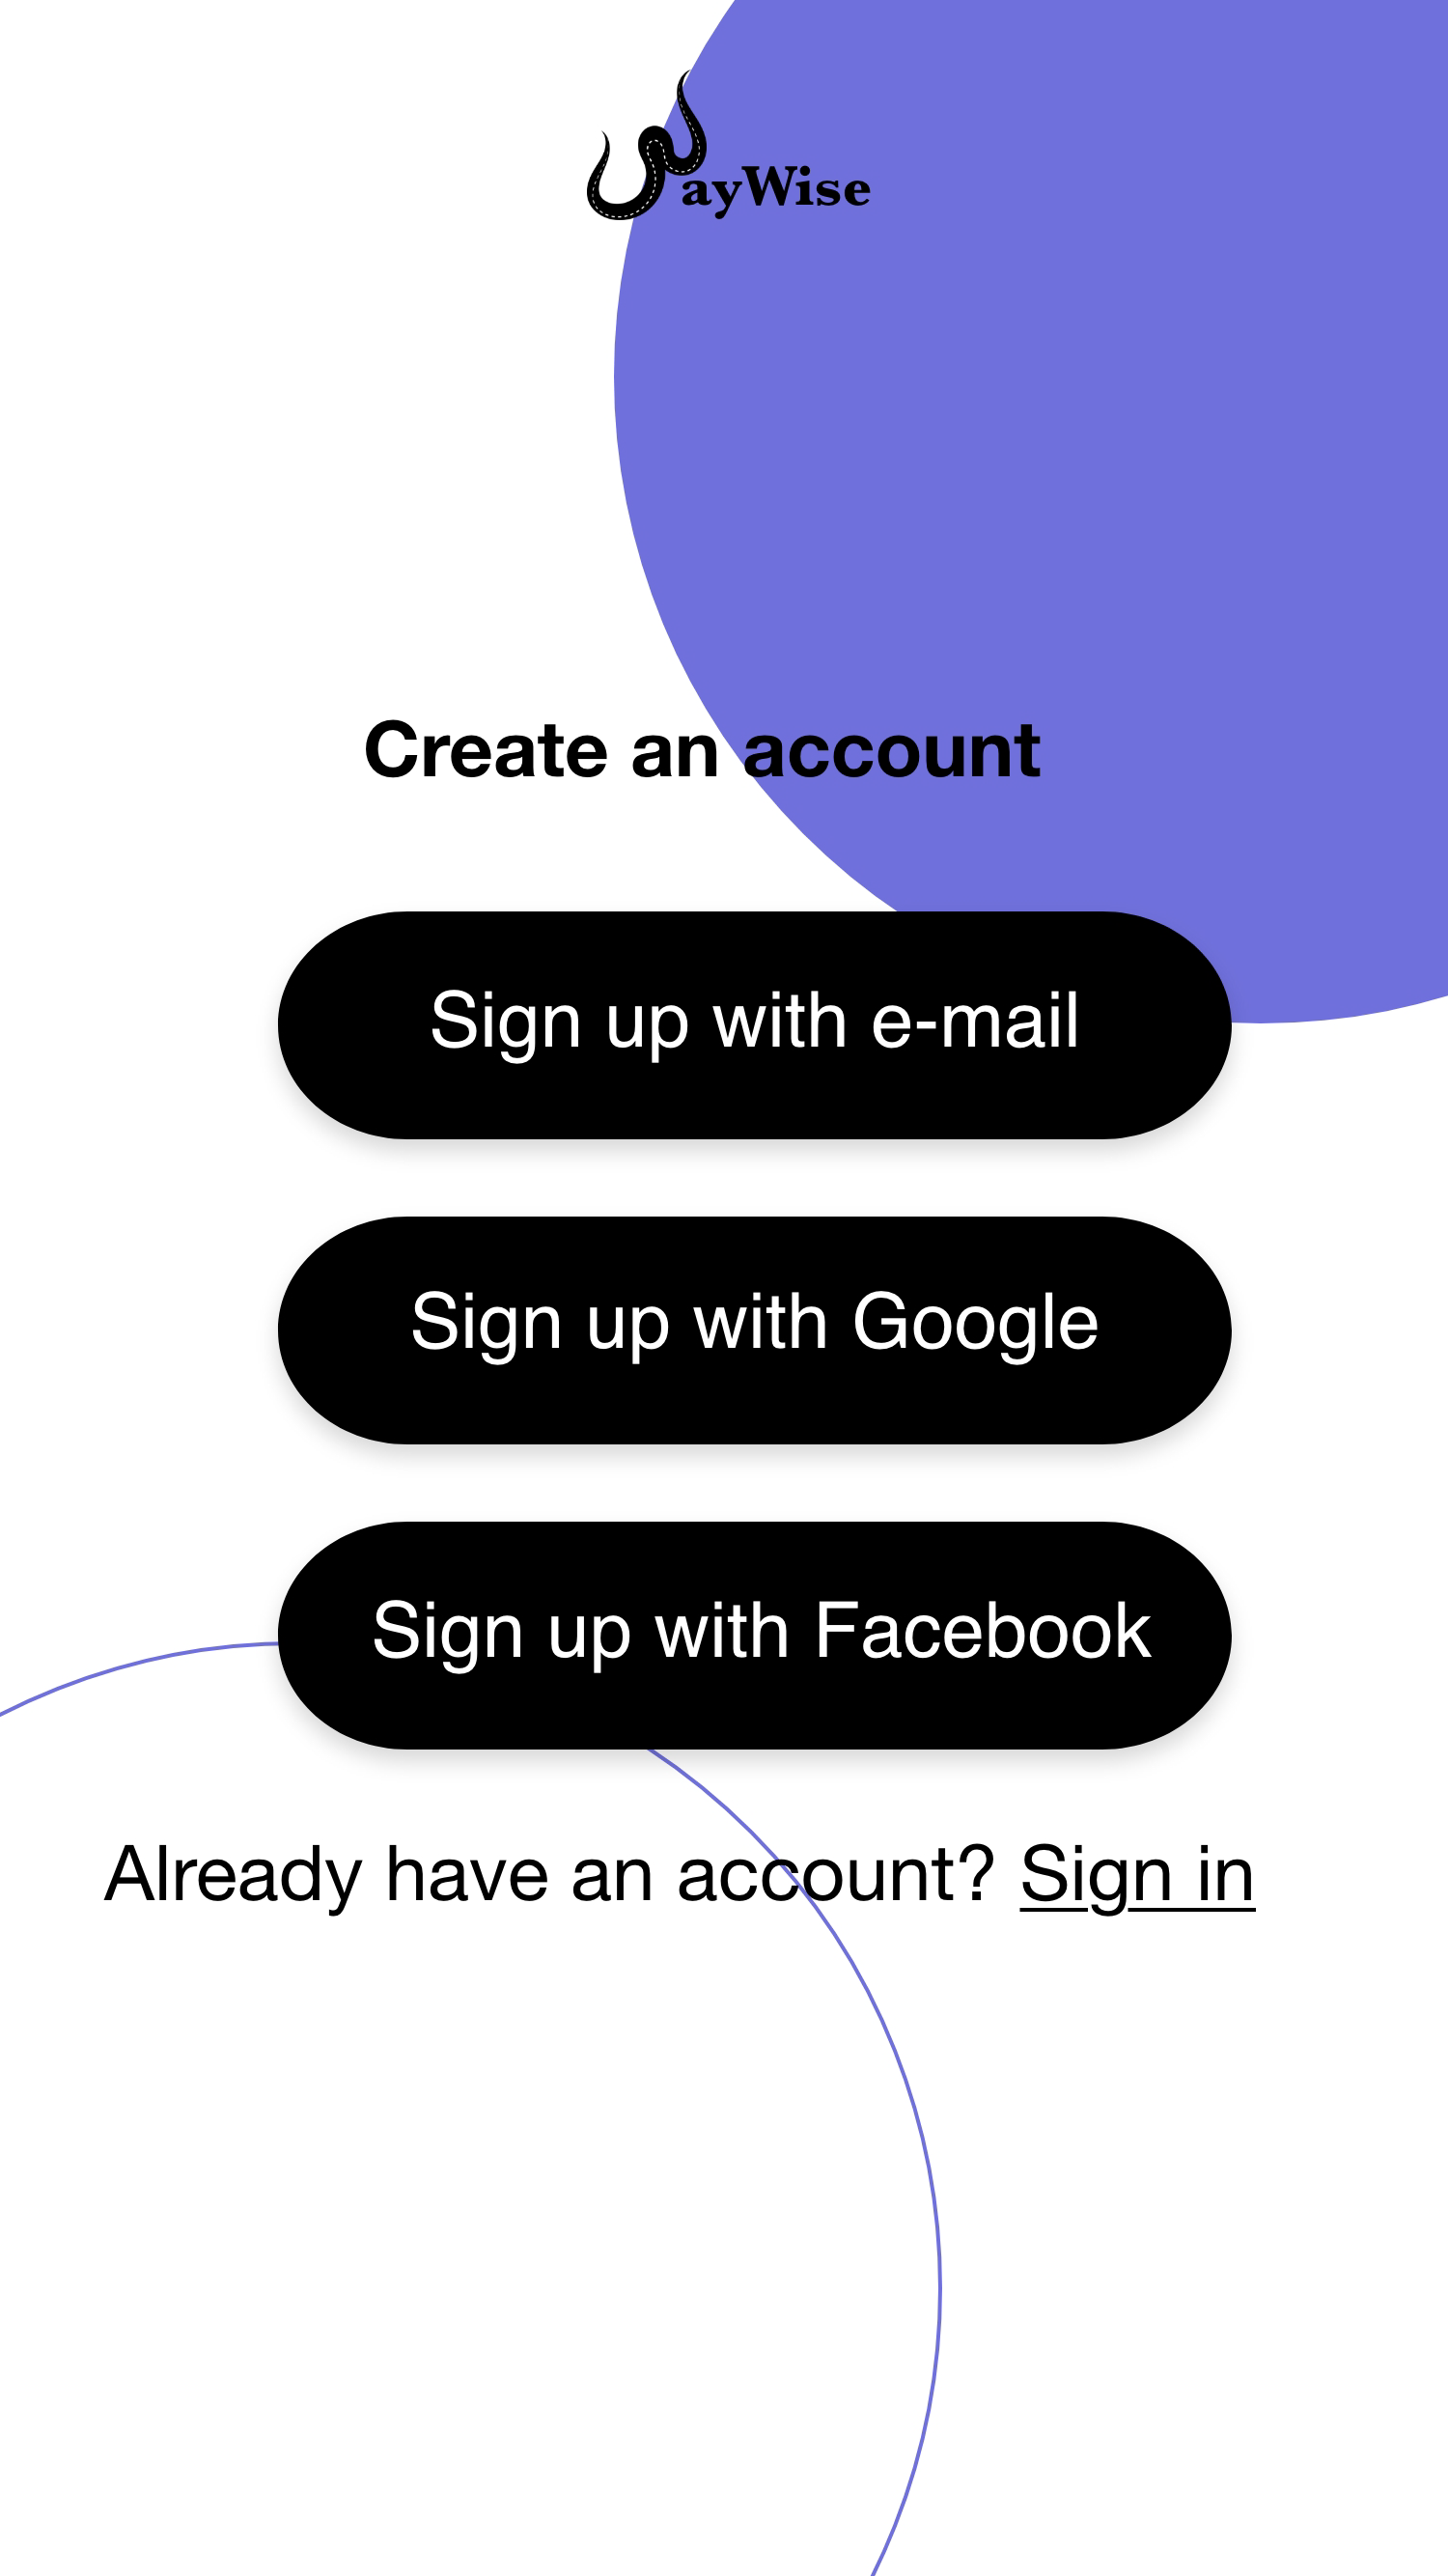 WayWise
Create an account
Sign up with e-mail
Sign up with Google
Sign up with Facebook
Already have an account? Sign in